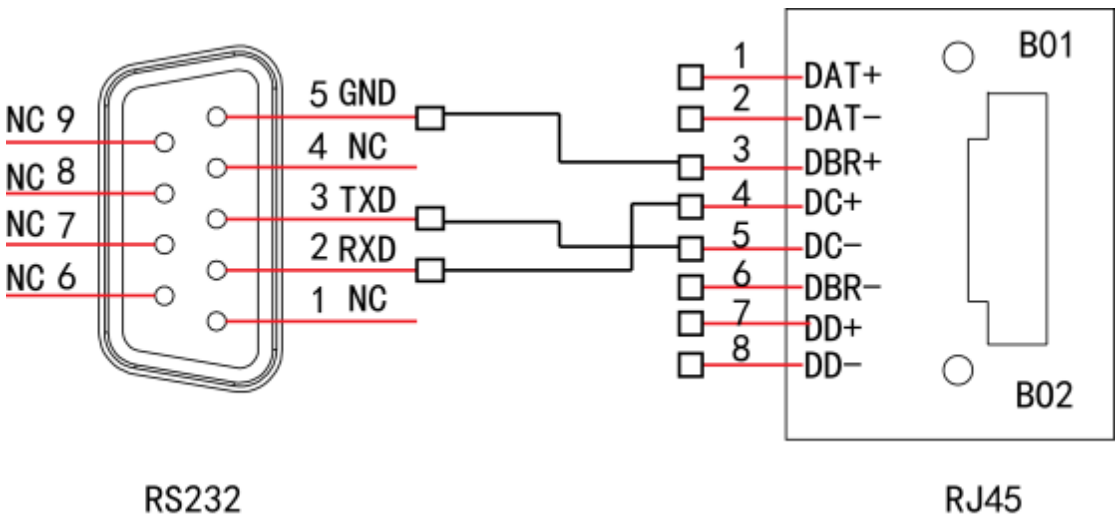 NC 9
NC 8
NC 7
NC 6
5 GND
4 NC
3 TXD
2 RXD
1 NC
1 DAT+
2 DAT-
3 DBR+
4 DC+
5 DC-
6 DBR-
7 DD+
8 DD-
B01
B02
RS232
RJ45